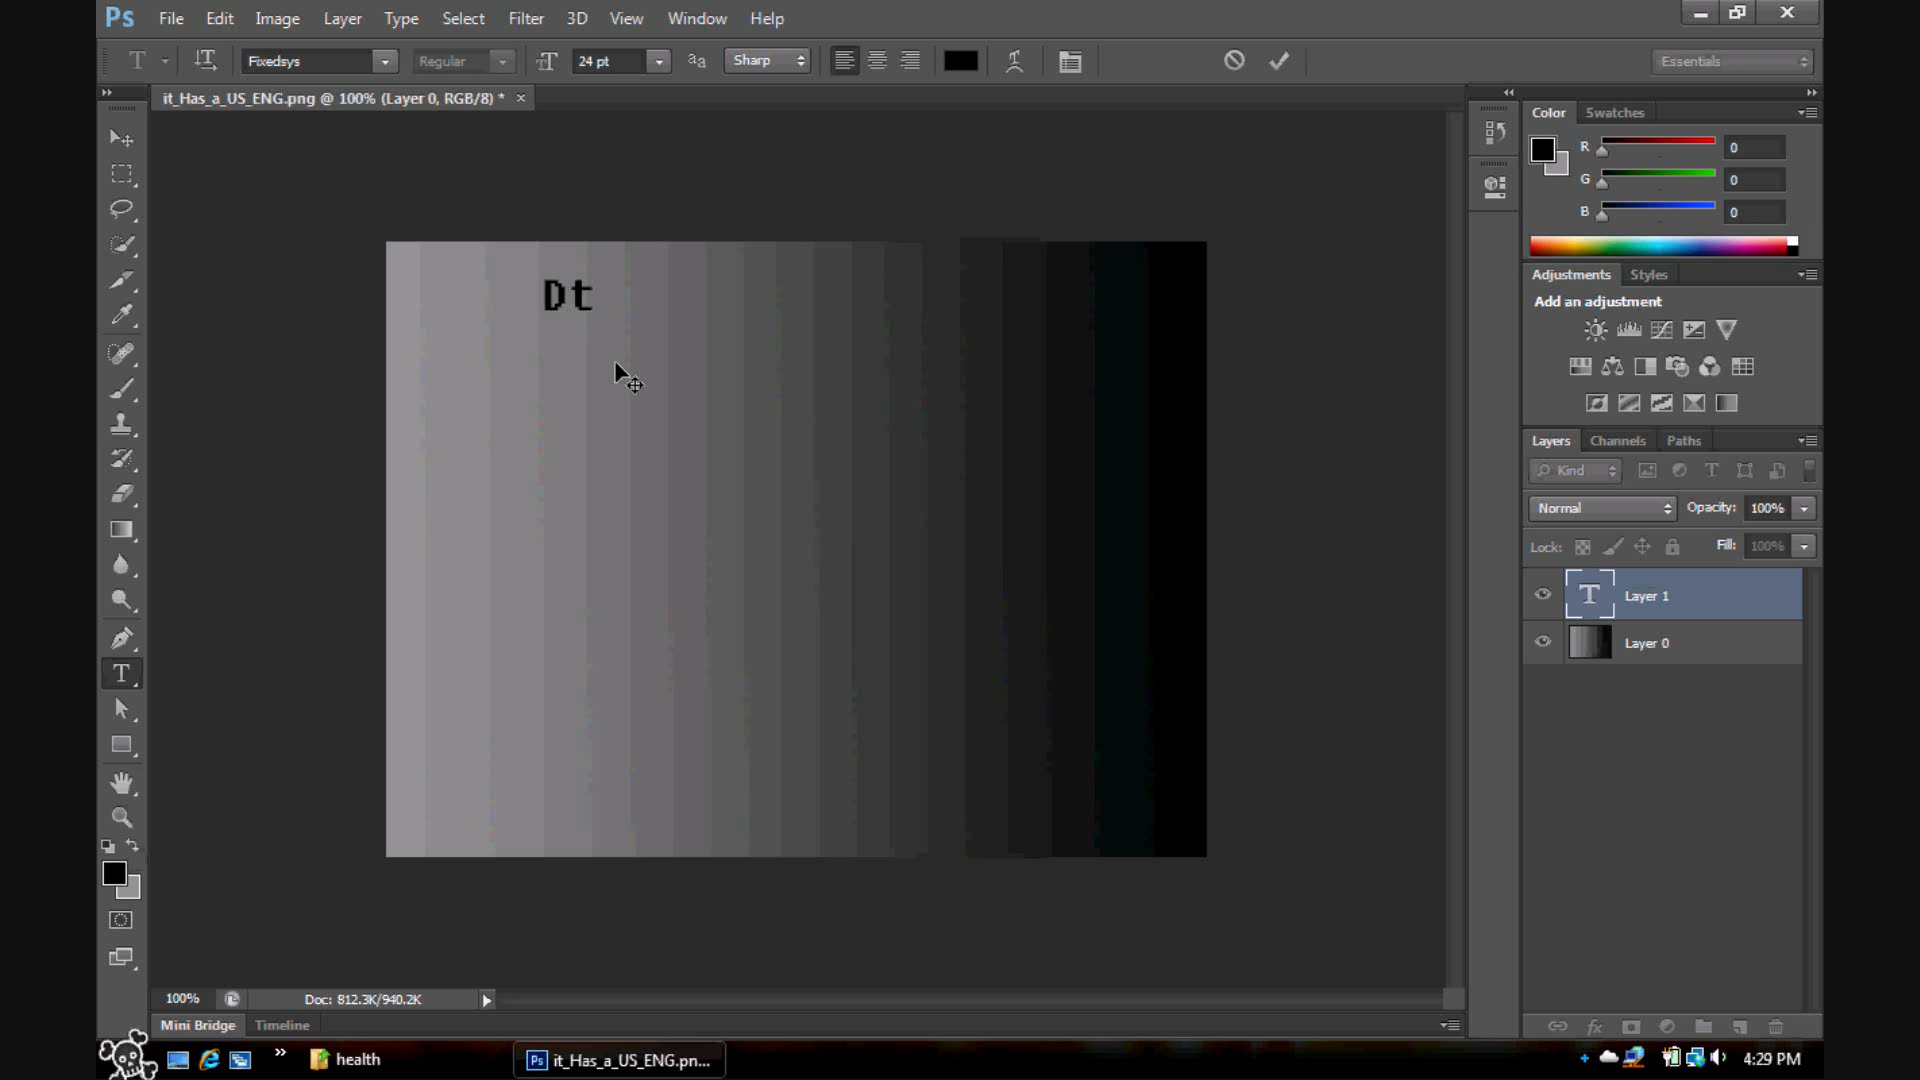 Ps File Edit Image Layer Type Select Filter 3D View Window Help
T Fixedsys Regular 24 pt aa Sharp Essentials
it_Has_a_US_ENG.png @ 100% (Layer 0, RGB/8) *
Color Swatches
R 0
G 0
B 0
Adjustments Styles
Add an adjustment
Dt
Layers Channels Paths
Kind
Normal Opacity: 100%
Lock: Fill: 100%
T Layer 1
Layer 0
100% Doc: 812.3K/940.2K
Mini Bridge Timeline
health Ps it_Has_a_US_ENG.pn... 4:29 PM